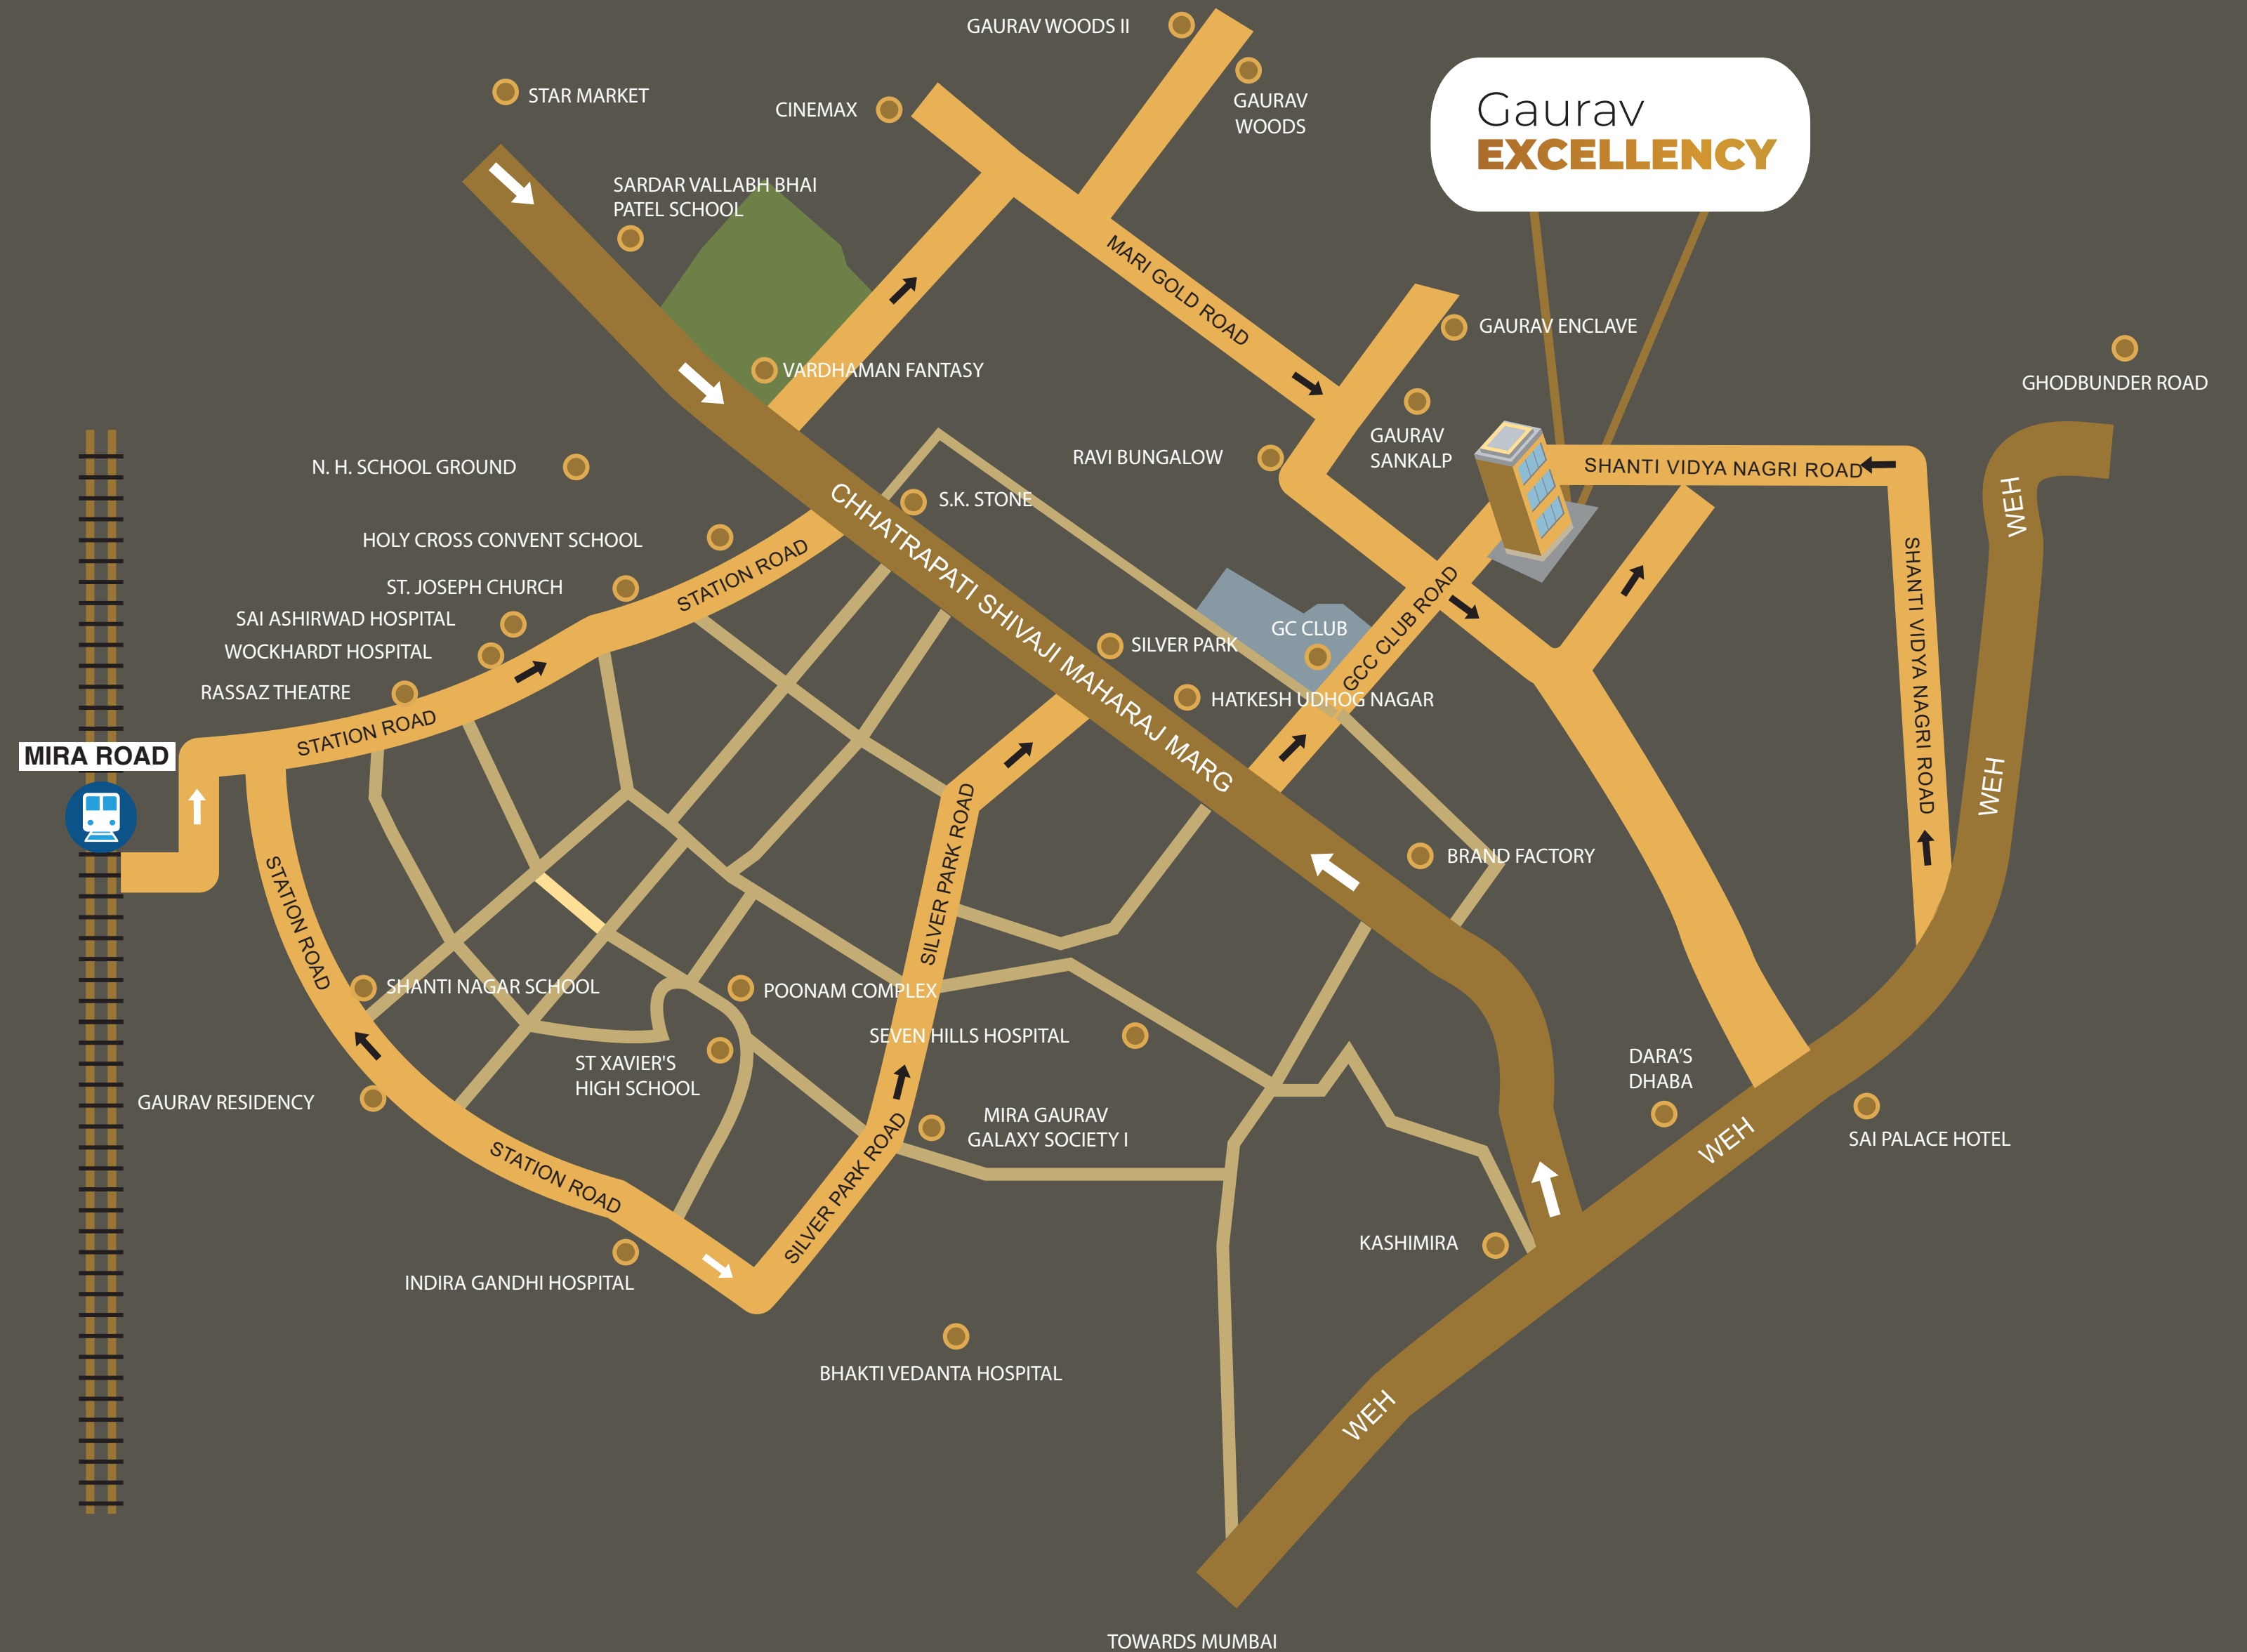 GAURAV WOODS II
STAR MARKET
CINEMAX
GAURAV
WOODS
Gaurav
EXCELLENCY
SARDAR VALLABH BHAI
PATEL SCHOOL
MARI GOLD ROAD
GAURAV ENCLAVE
VARDHAMAN FANTASY
GHODBUNDER ROAD
GAURAV
SANKALP
RAVI BUNGALOW
N. H. SCHOOL GROUND
SHANTI VIDYA NAGRI ROAD
S.K. STONE
WEH
HOLY CROSS CONVENT SCHOOL
STATION ROAD
CHHATRAPATI SHIVAJI MAHARAJ MARG
ST. JOSEPH CHURCH
SAI ASHIRWAD HOSPITAL
WOCKHARDT HOSPITAL
RASSAZ THEATRE
STATION ROAD
SILVER PARK
GC CLUB
GCC CLUB ROAD
HATKESH UDHOG NAGAR
SHANTI VIDYA NAGRI ROAD
MIRA ROAD
WEH
BRAND FACTORY
SILVER PARK ROAD
STATION ROAD
SHANTI NAGAR SCHOOL
POONAM COMPLEX
SEVEN HILLS HOSPITAL
ST XAVIER'S
HIGH SCHOOL
DARA'S
DHABA
GAURAV RESIDENCY
MIRA GAURAV
GALAXY SOCIETY I
WEH
SAI PALACE HOTEL
STATION ROAD
SILVER PARK ROAD
KASHIMIRA
INDIRA GANDHI HOSPITAL
BHAKTI VEDANTA HOSPITAL
WEH
TOWARDS MUMBAI